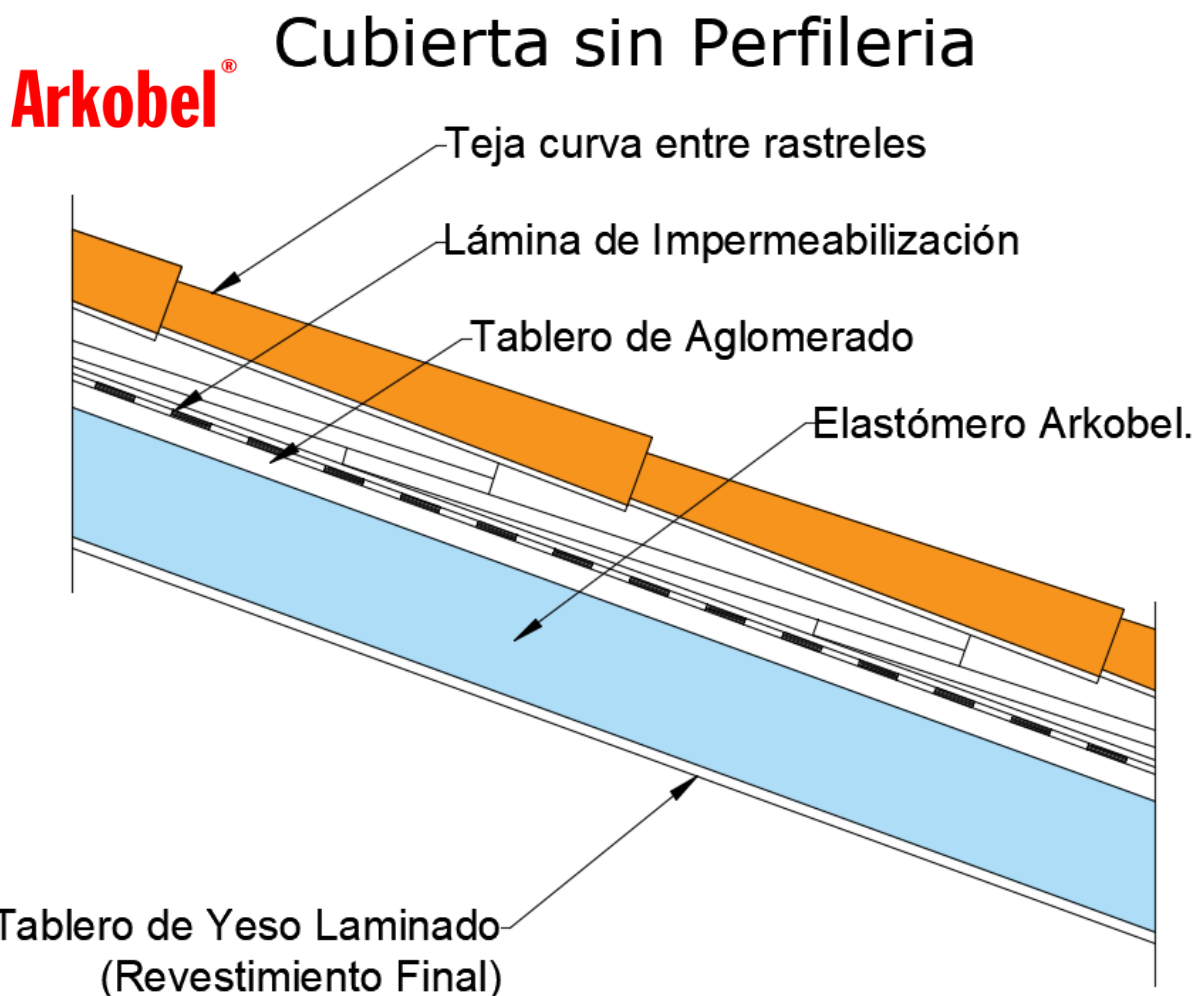 Cubierta sin Perfileria
Arkobel®
Teja curva entre rastreles
Lámina de Impermeabilización
Tablero de Aglomerado
Elastómero Arkobel.
Tablero de Yeso Laminado
(Revestimiento Final)